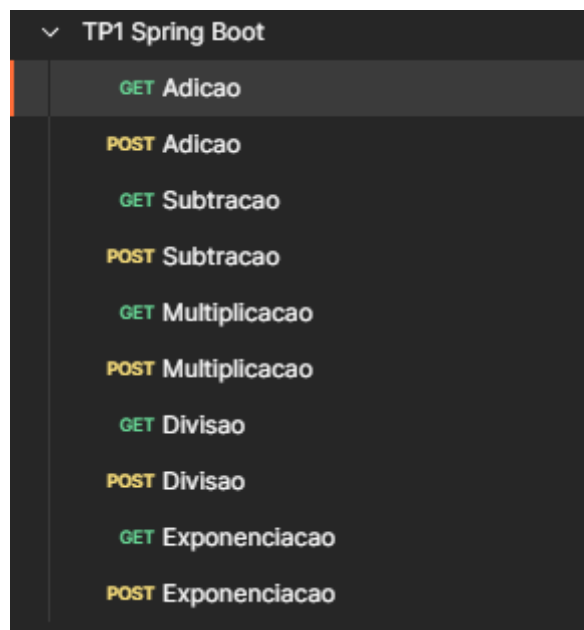 TP1 Spring Boot
GET Adicao
POST Adicao
GET Subtracao
POST Subtracao
GET Multiplicacao
POST Multiplicacao
GET Divisao
POST Divisao
GET Exponenciacao
POST Exponenciacao